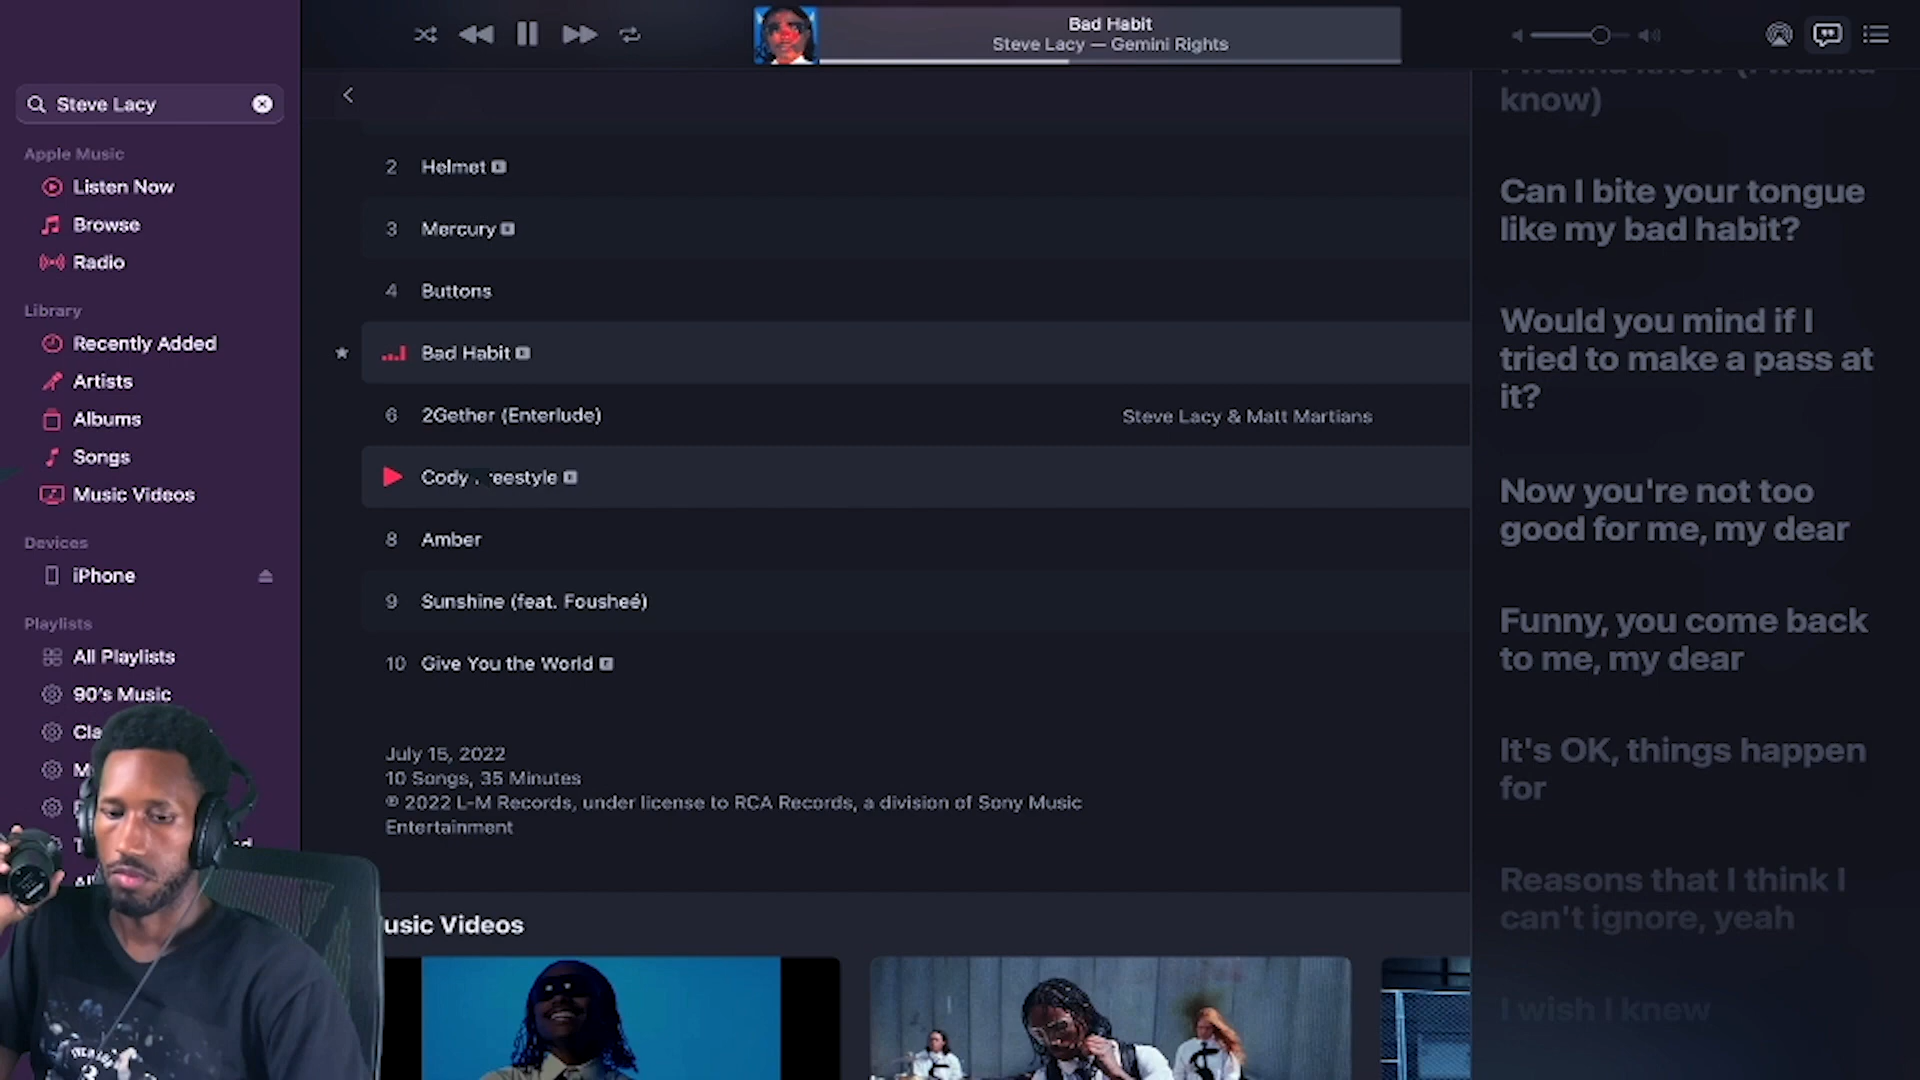 Bad Habit
Steve Lacy — Gemini Rights
Steve Lacy
Apple Music
Listen Now
Browse
Radio
Library
Recently Added
Artists
Albums
Songs
Music Videos
Devices
iPhone
Playlists
All Playlists
90's Music
2 Helmet E
3 Mercury E
4 Buttons
Bad Habit E
6 2Gether (Enterlude) Steve Lacy & Matt Martians
Cody reestyle E
8 Amber
9 Sunshine (feat. Fousheé)
10 Give You the World E
July 15, 2022
10 Songs, 35 Minutes
℗ 2022 L-M Records, under license to RCA Records, a division of Sony Music
Entertainment
usic Videos
I wanna know (I wanna
know)
Can I bite your tongue
like my bad habit?
Would you mind if I
tried to make a pass at
it?
Now you're not too
good for me, my dear
Funny, you come back
to me, my dear
It's OK, things happen
for
Reasons that I think I
can't ignore, yeah
I wish I knew